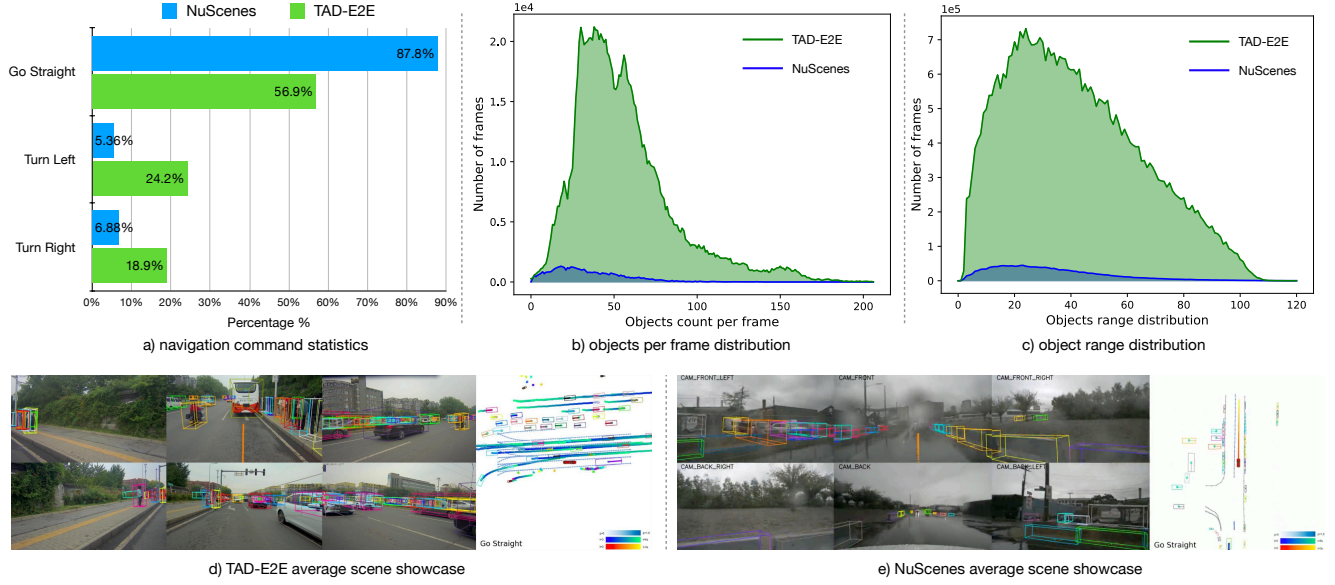 NuScenes TAD-E2E
Go Straight
87.8%
56.9%
Turn Left
5.36%
24.2%
Turn Right
6.88%
18.9%
0% 10% 20% 30% 40% 50% 60% 70% 80% 90%
Percentage %
a) navigation command statistics
1e4
TAD-E2E
NuScenes
Number of frames
2.0
1.5
1.0
0.5
0.0
0 50 100 150 200
Objects count per frame
b) objects per frame distribution
1e5
TAD-E2E
NuScenes
Number of frames
7
6
5
4
3
2
1
0
0 20 40 60 80 100 120
Objects range distribution
c) object range distribution
Go Straight
d) TAD-E2E average scene showcase
CAM_FRONT_LEFT CAM_FRONT CAM_FRONT_RIGHT
CAM_BACK_RIGHT CAM_BACK CAM_BACK_LEFT
Go Straight
e) NuScenes average scene showcase